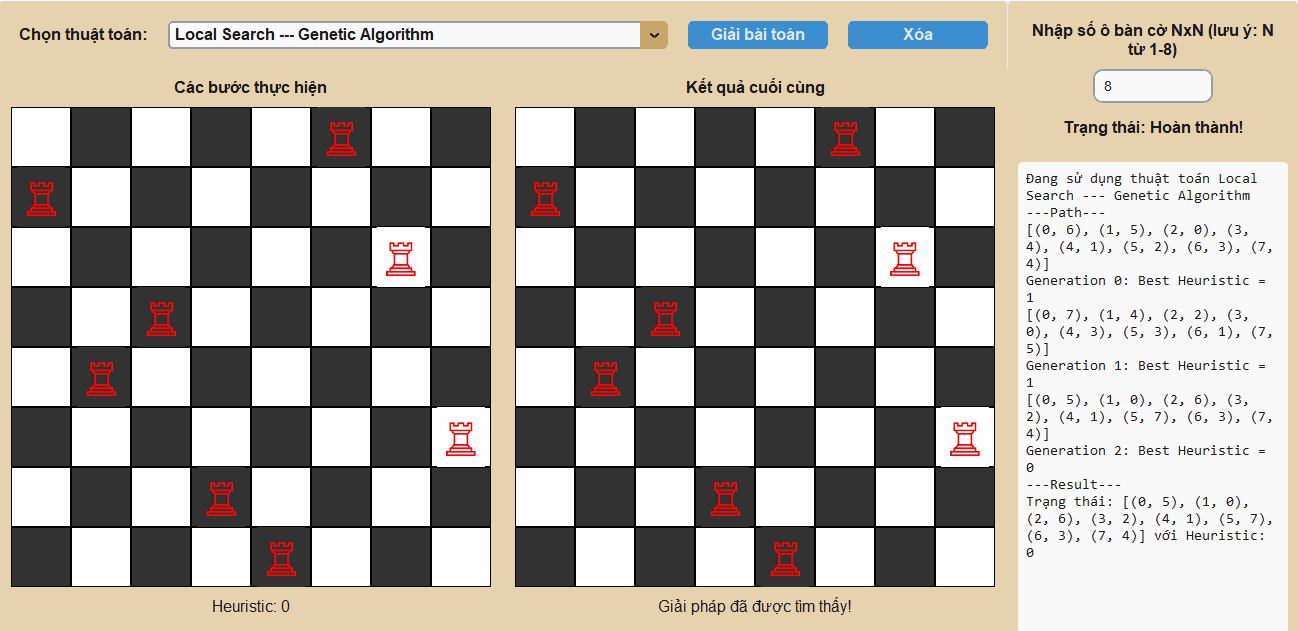 Chọn thuật toán:
Local Search --- Genetic Algorithm
Giải bài toán
Xóa
Nhập số ô bàn cờ NxN (lưu ý: N
từ 1-8)
8
Trạng thái: Hoàn thành!
Các bước thực hiện
Kết quả cuối cùng
Heuristic: 0
Giải pháp đã được tìm thấy!
Đang sử dụng thuật toán Local
Search --- Genetic Algorithm
---Path---
[(0, 6), (1, 5), (2, 0), (3,
4), (4, 1), (5, 2), (6, 3), (7,
4)]
Generation 0: Best Heuristic =
1
[(0, 7), (1, 4), (2, 2), (3,
0), (4, 3), (5, 3), (6, 1), (7,
5)]
Generation 1: Best Heuristic =
1
[(0, 5), (1, 0), (2, 6), (3,
2), (4, 1), (5, 7), (6, 3), (7,
4)]
Generation 2: Best Heuristic =
0
---Result---
Trạng thái: [(0, 5), (1, 0),
(2, 6), (3, 2), (4, 1), (5, 7),
(6, 3), (7, 4)] với Heuristic:
0